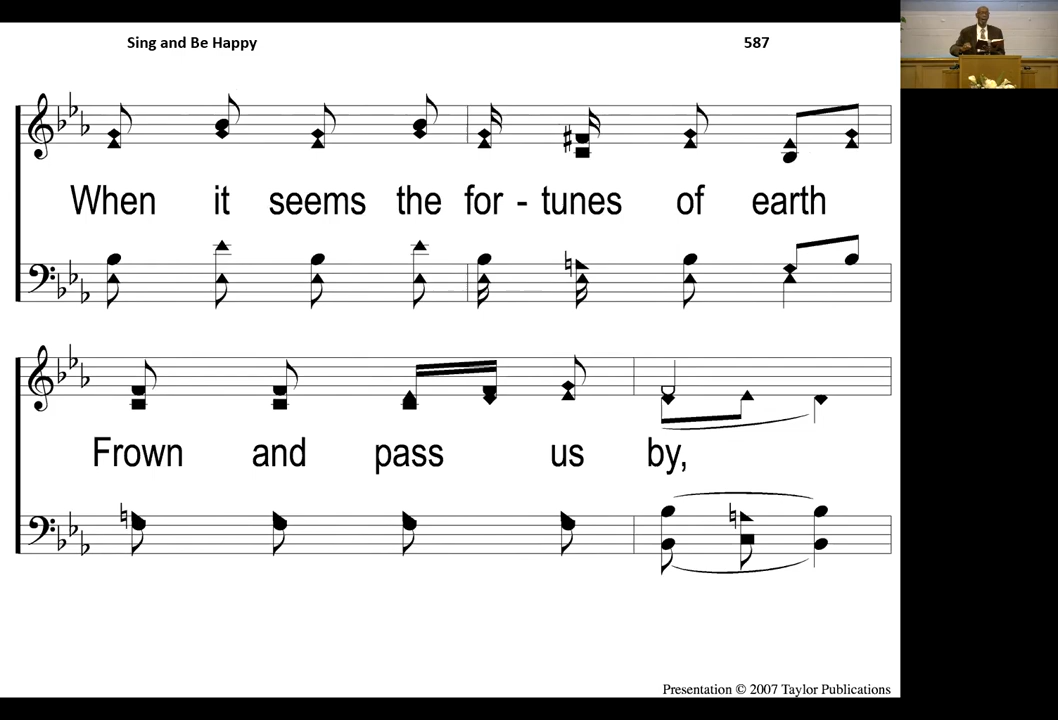 Sing and Be Happy 587
When it seems the for - tunes of earth
Frown and pass us by,
Presentation © 2007 Taylor Publications